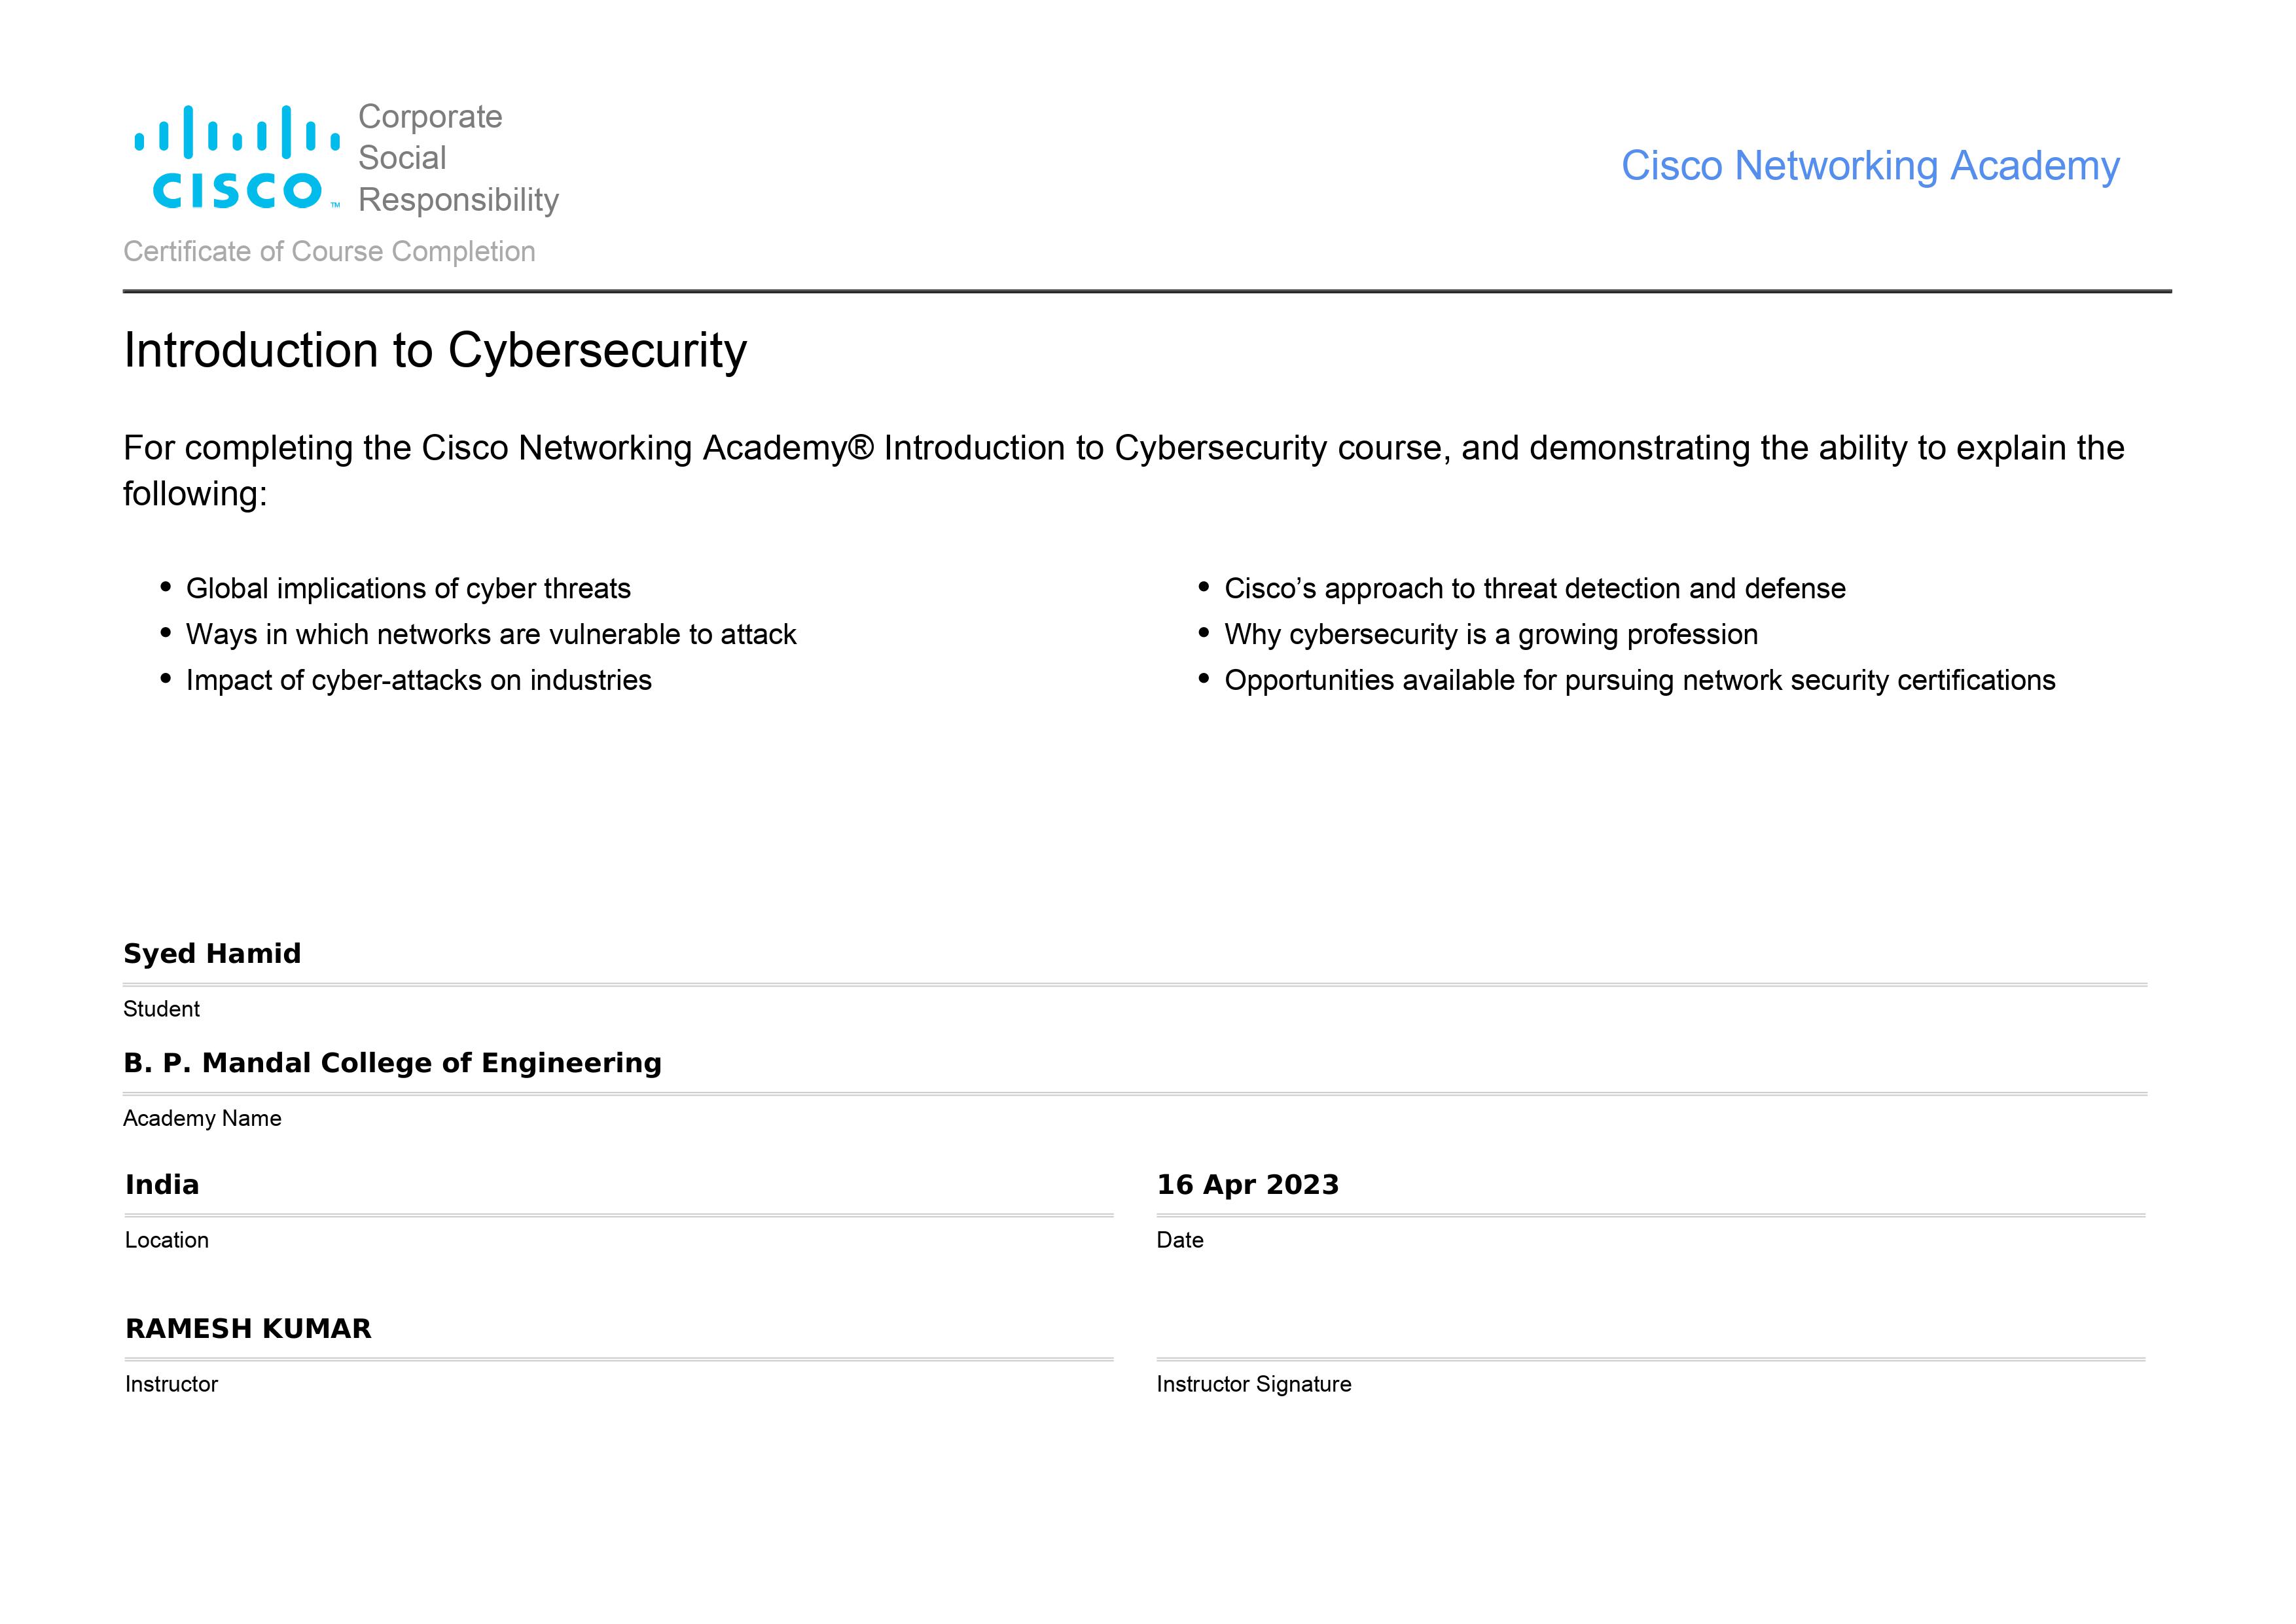 Corporate
Social
Responsibility
CISCO™
Cisco Networking Academy
Certificate of Course Completion
Introduction to Cybersecurity
For completing the Cisco Networking Academy® Introduction to Cybersecurity course, and demonstrating the ability to explain the
following:
• Global implications of cyber threats
• Ways in which networks are vulnerable to attack
• Impact of cyber-attacks on industries
• Cisco’s approach to threat detection and defense
• Why cybersecurity is a growing profession
• Opportunities available for pursuing network security certifications
Syed Hamid
Student
B. P. Mandal College of Engineering
Academy Name
India
Location
16 Apr 2023
Date
RAMESH KUMAR
Instructor
Instructor Signature